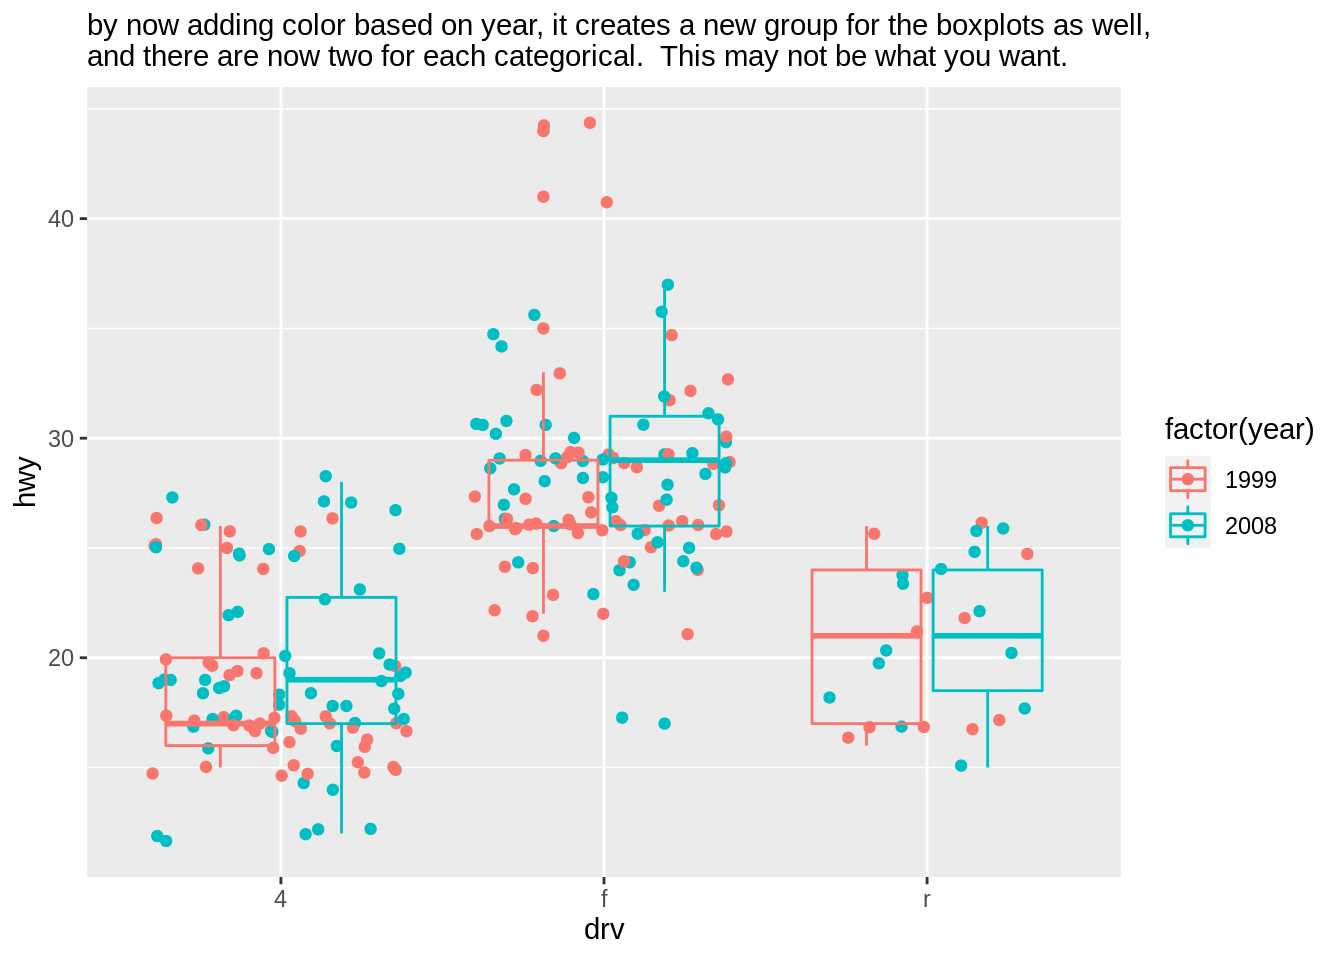 by now adding color based on year, it creates a new group for the boxplots as well,
and there are now two for each categorical.  This may not be what you want.
40
30
20
hwy
4
f
r
drv
factor(year)
1999
2008